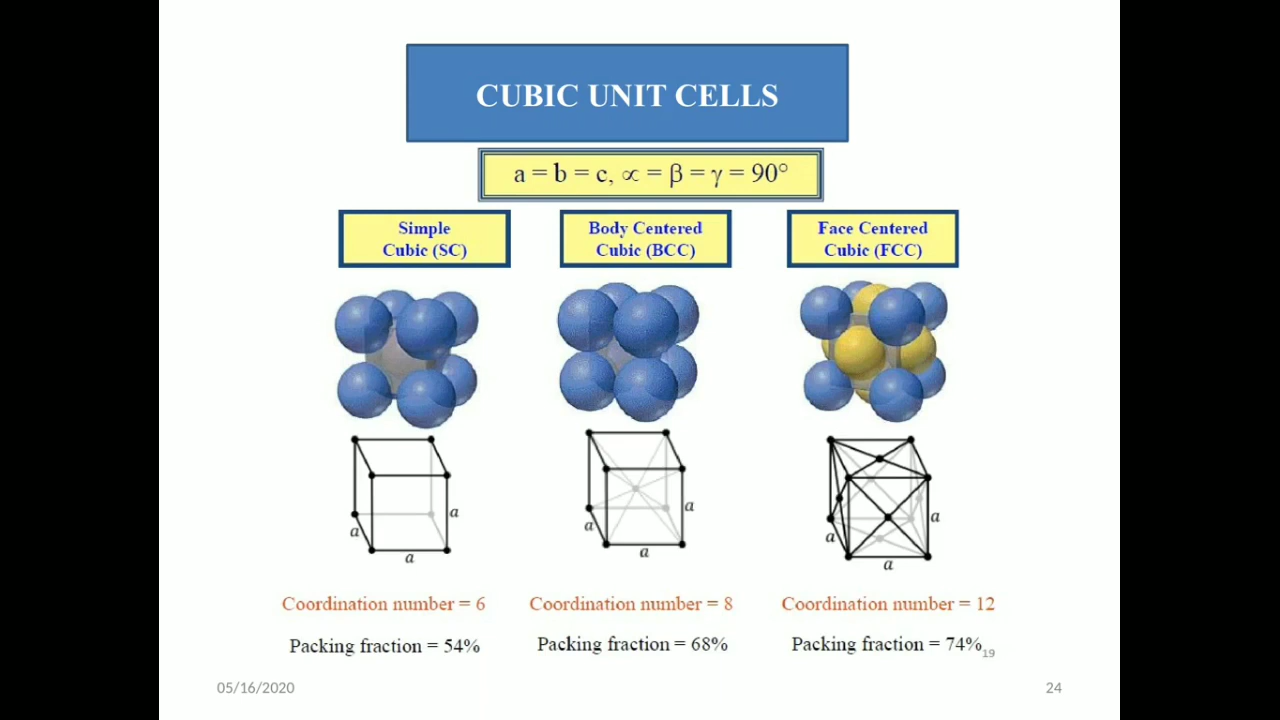 CUBIC UNIT CELLS
a = b = c, ∝ = β = γ = 90°
Simple
Cubic (SC)
Body Centered
Cubic (BCC)
Face Centered
Cubic (FCC)
a
a
a
a
a
a
a
a
a
Coordination number = 6
Coordination number = 8
Coordination number = 12
Packing fraction = 54%
Packing fraction = 68%
Packing fraction = 74%
19
05/16/2020
24